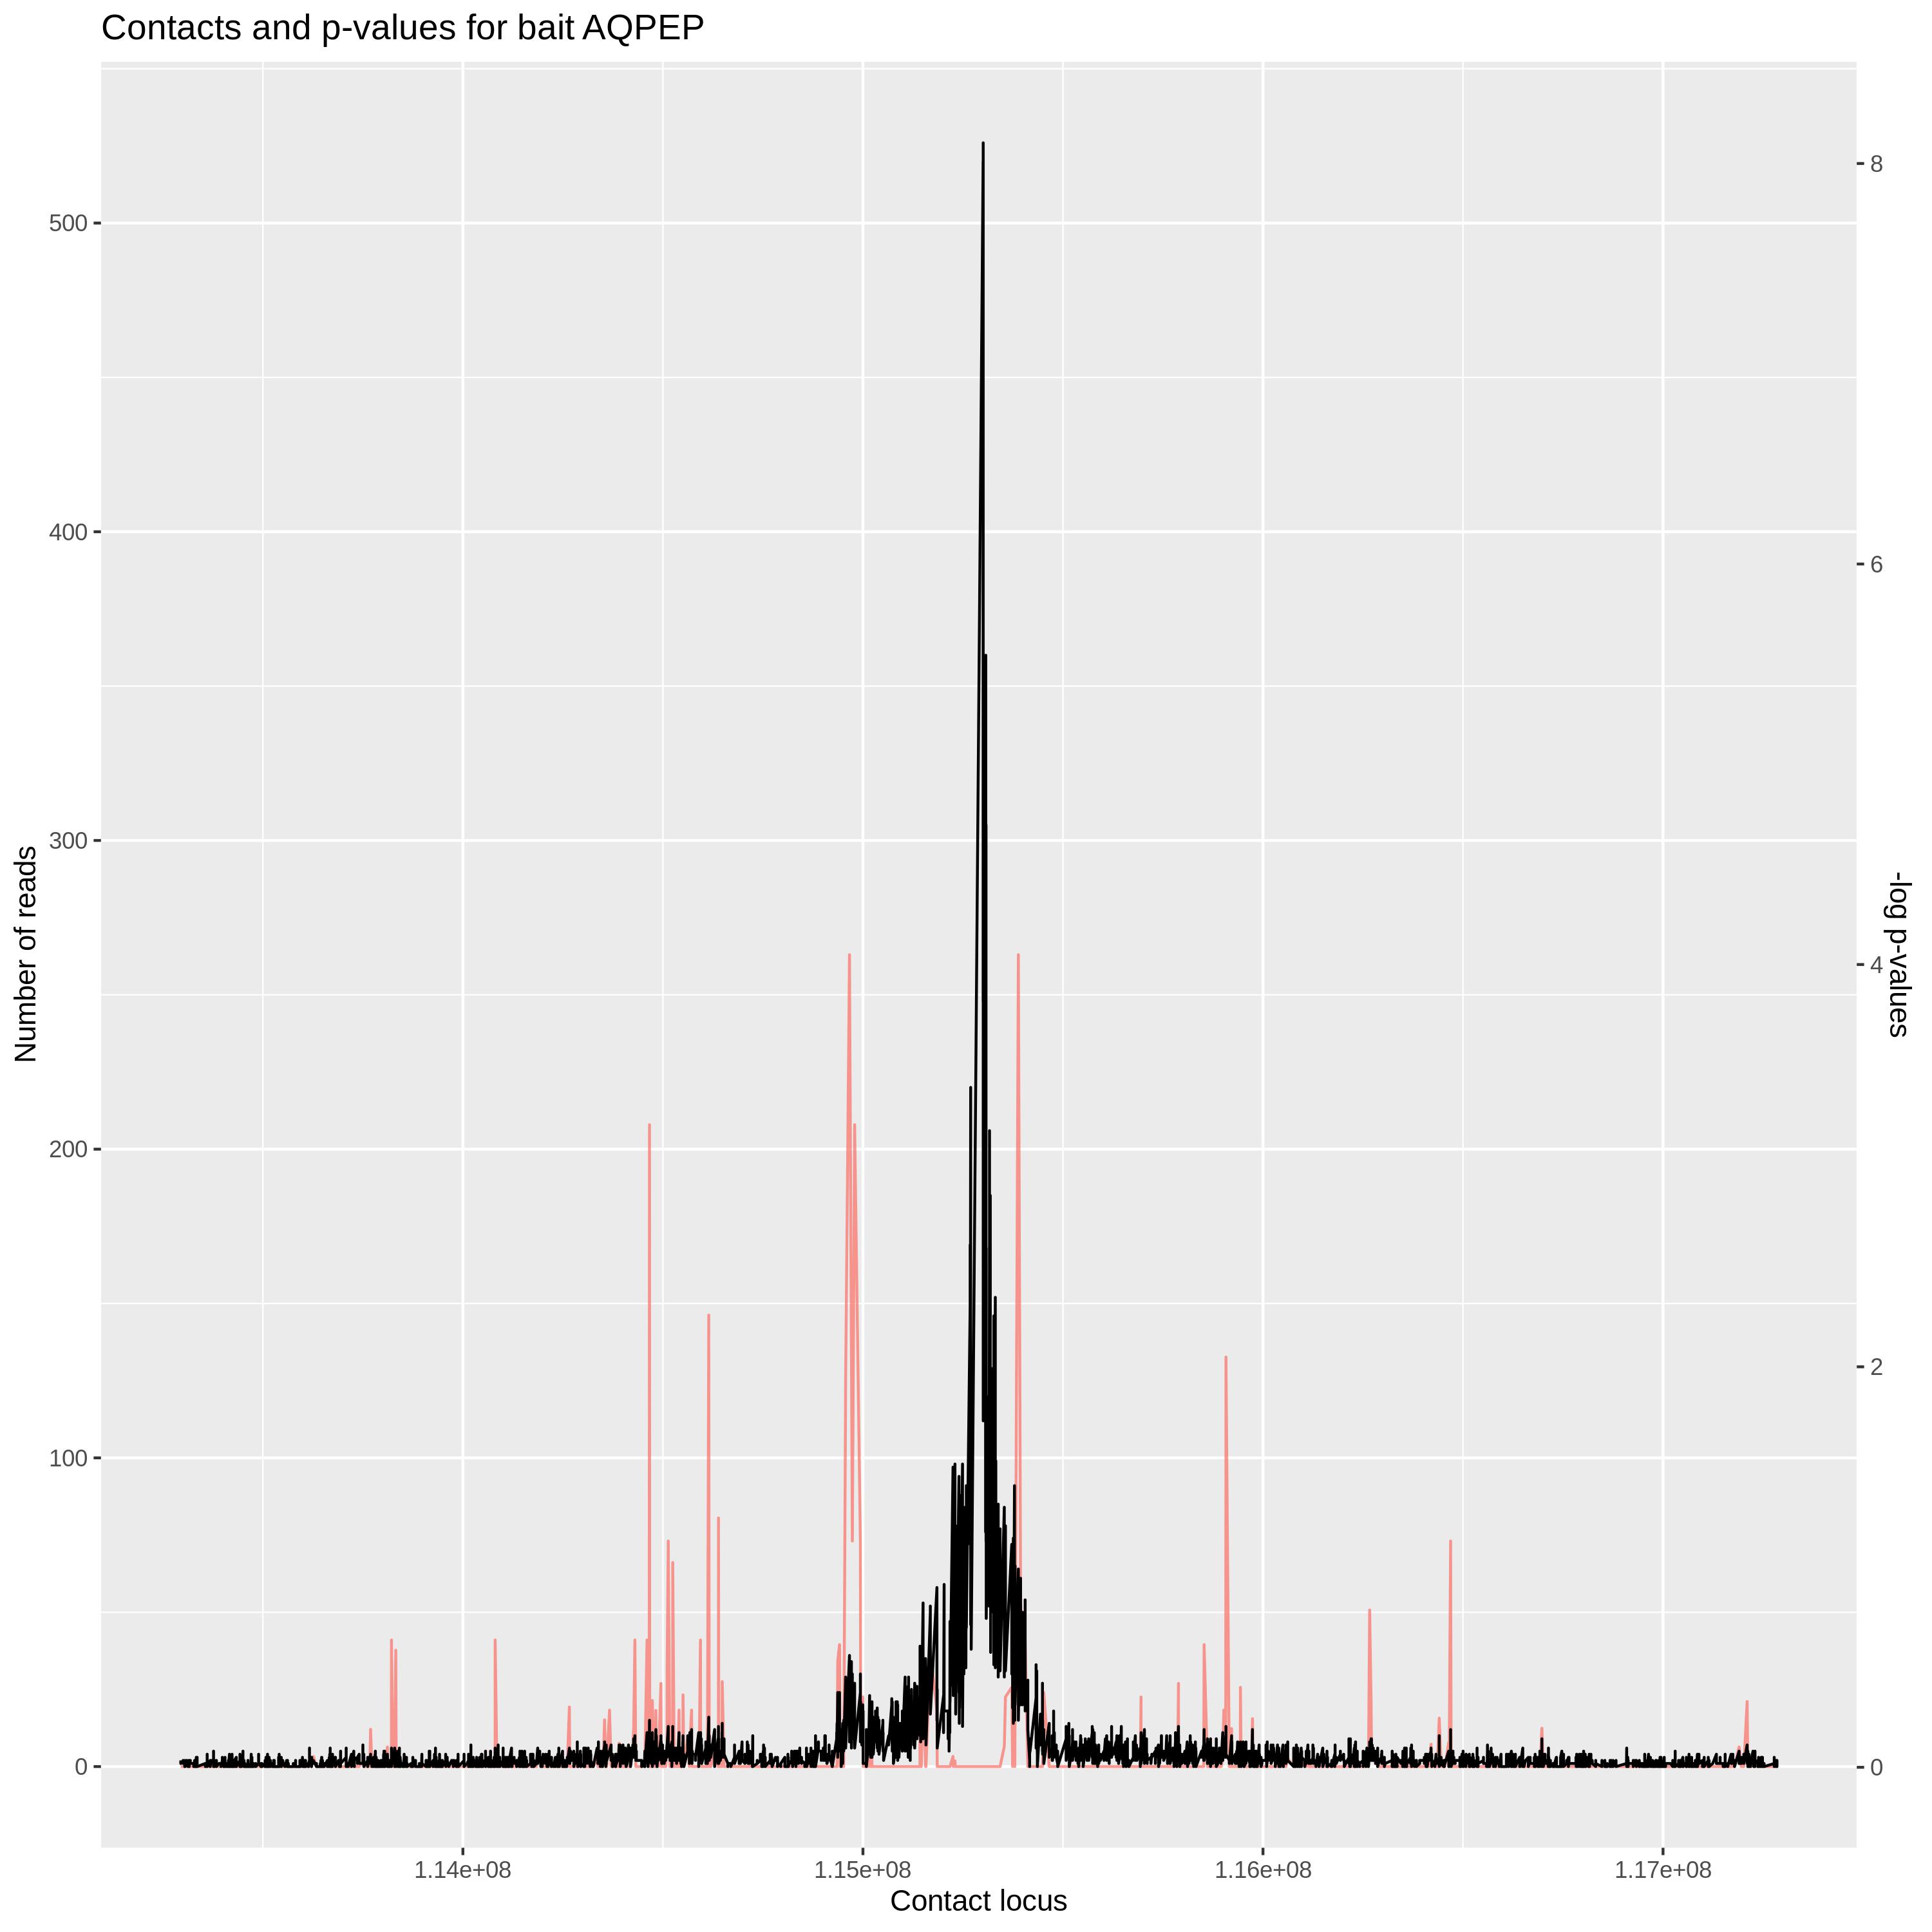 Contacts and p-values for bait AQPEP
500
400
300
200
100
0
Number of reads
8
6
4
2
0
-log p-values
1.14e+08
1.15e+08
1.16e+08
1.17e+08
Contact locus